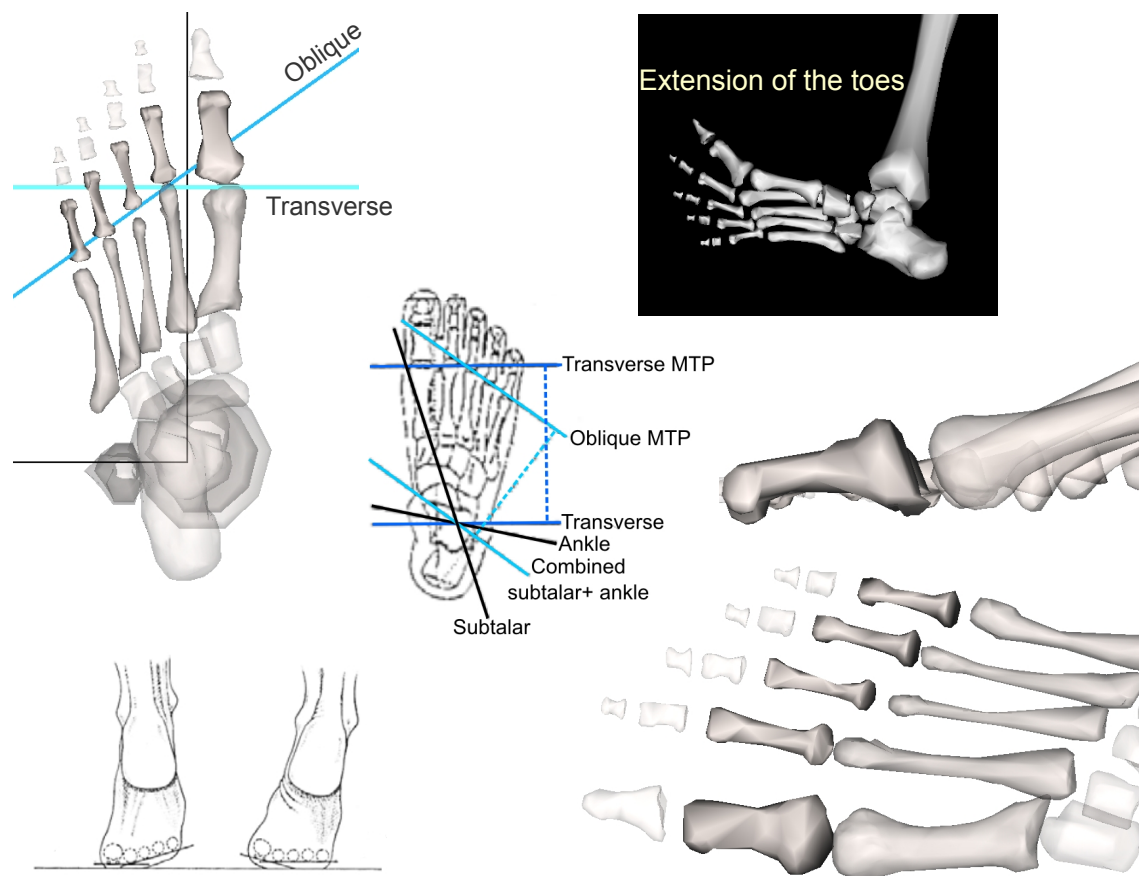 Oblique
Transverse
Extension of the toes
Transverse MTP
Oblique MTP
Transverse
Ankle
Combined
subtalar+ ankle
Subtalar